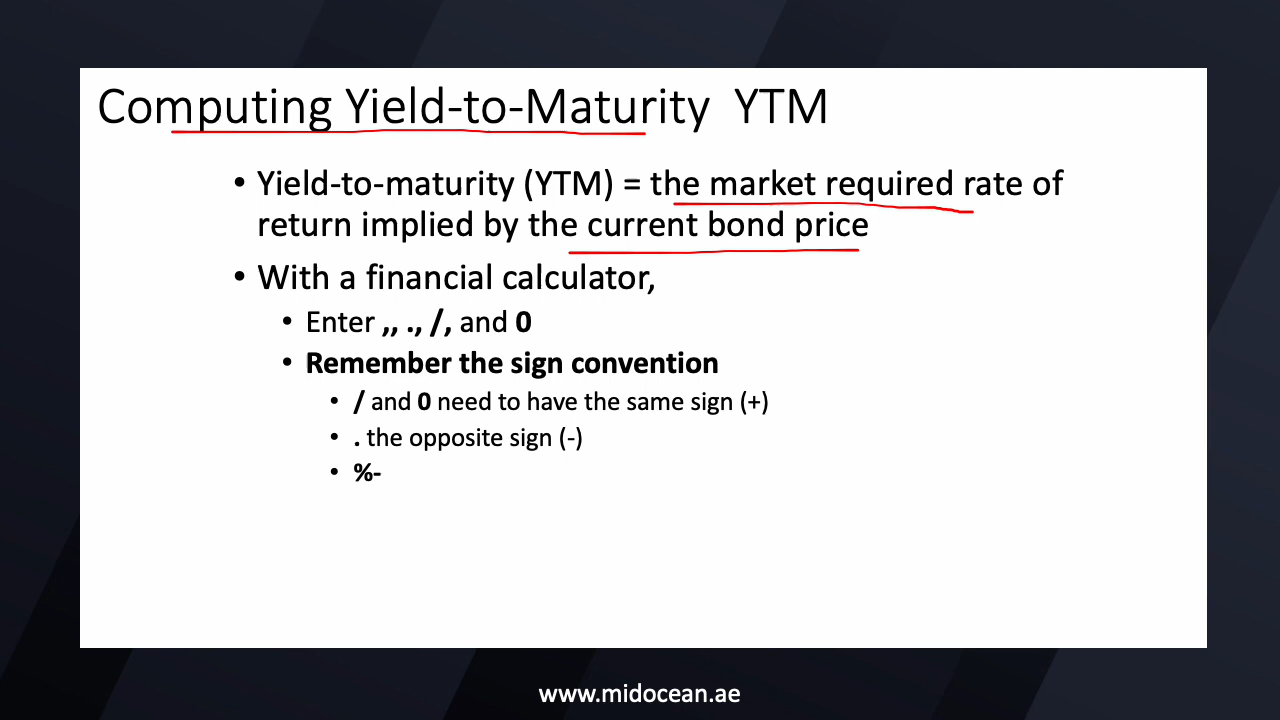 Computing Yield-to-Maturity YTM
• Yield-to-maturity (YTM) = the market required rate of
return implied by the current bond price
• With a financial calculator,
• Enter ,, ., /, and 0
• Remember the sign convention
• / and 0 need to have the same sign (+)
• . the opposite sign (-)
• %-
www.midocean.ae